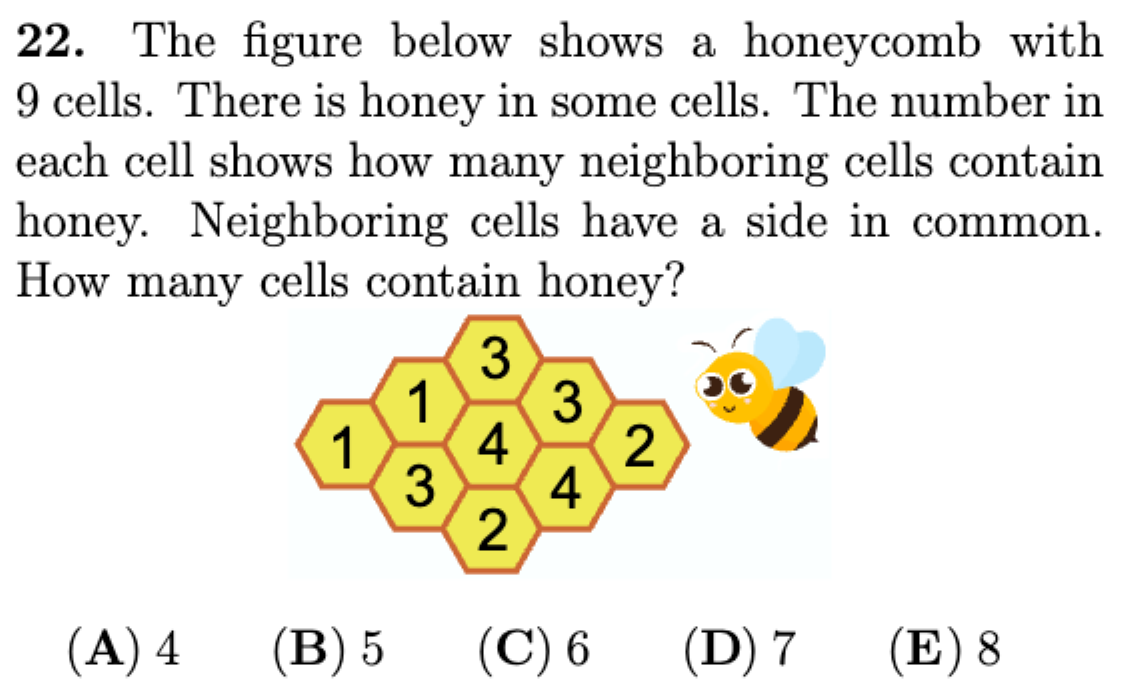 22. The figure below shows a honeycomb with
9 cells. There is honey in some cells. The number in
each cell shows how many neighboring cells contain
honey. Neighboring cells have a side in common.
How many cells contain honey?
3
1 3
1 4 2
3 4
2
(A) 4 (B) 5 (C) 6 (D) 7 (E) 8